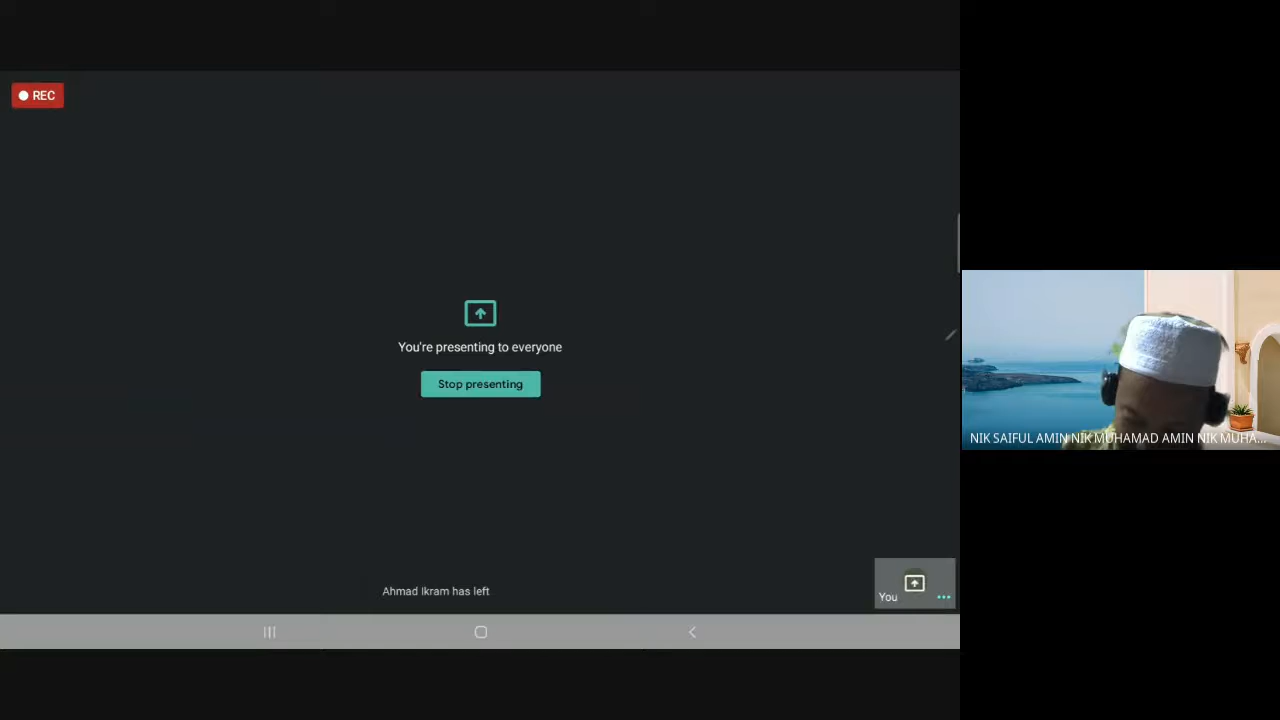 REC
You're presenting to everyone
Stop presenting
Ahmad Ikram has left
You
NIK SAIFUL AMIN NIK MUHAMAD AMIN NIK MUHA...